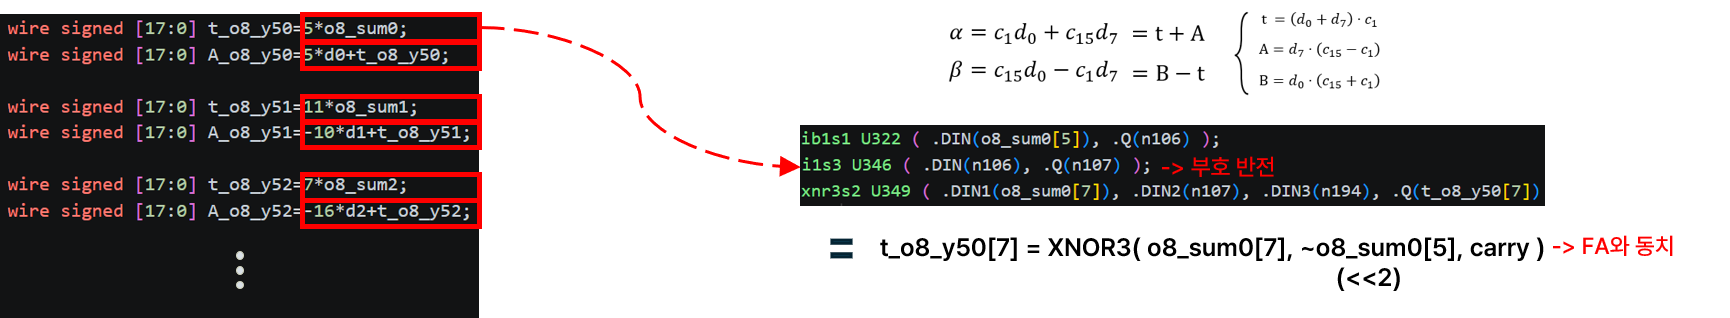 wire signed [17:0] t_o8_y50=5*o8_sum0;
wire signed [17:0] A_o8_y50=5*d0+t_o8_y50;
wire signed [17:0] t_o8_y51=11*o8_sum1;
wire signed [17:0] A_o8_y51=-10*d1+t_o8_y51;
wire signed [17:0] t_o8_y52=7*o8_sum2;
wire signed [17:0] A_o8_y52=-16*d2+t_o8_y52;
α = c₁d₀ + c₁₅d₇ = t + A
β = c₁₅d₀ − c₁d₇ = B − t
t = (d₀ + d₇) · c₁
A = d₇ · (c₁₅ − c₁)
B = d₀ · (c₁₅ + c₁)
ib1s1 U322 ( .DIN(o8_sum0[5]), .Q(n106) );
i1s3 U346 ( .DIN(n106), .Q(n107) ); -> 부호 반전
xnr3s2 U349 ( .DIN1(o8_sum0[7]), .DIN2(n107), .DIN3(n194), .Q(t_o8_y50[7])
= t_o8_y50[7] = XNOR3( o8_sum0[7], ~o8_sum0[5], carry ) -> FA와 동치
(<<2)